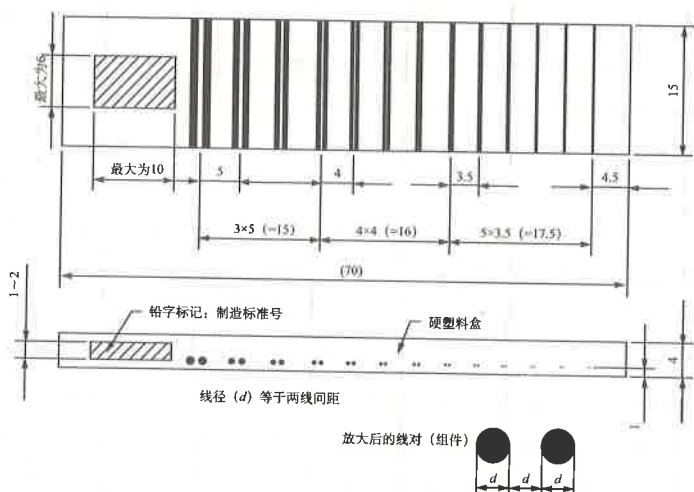 最大为6
15
最大为10
5
4
3.5
4.5
3×5 (=15)
4×4 (=16)
5×3.5 (=17.5)
(70)
1~2
铅字标记；制造标准号
硬塑料盒
4
1
线径 (d) 等于两线间距
放大后的线对 (组件)
d d d